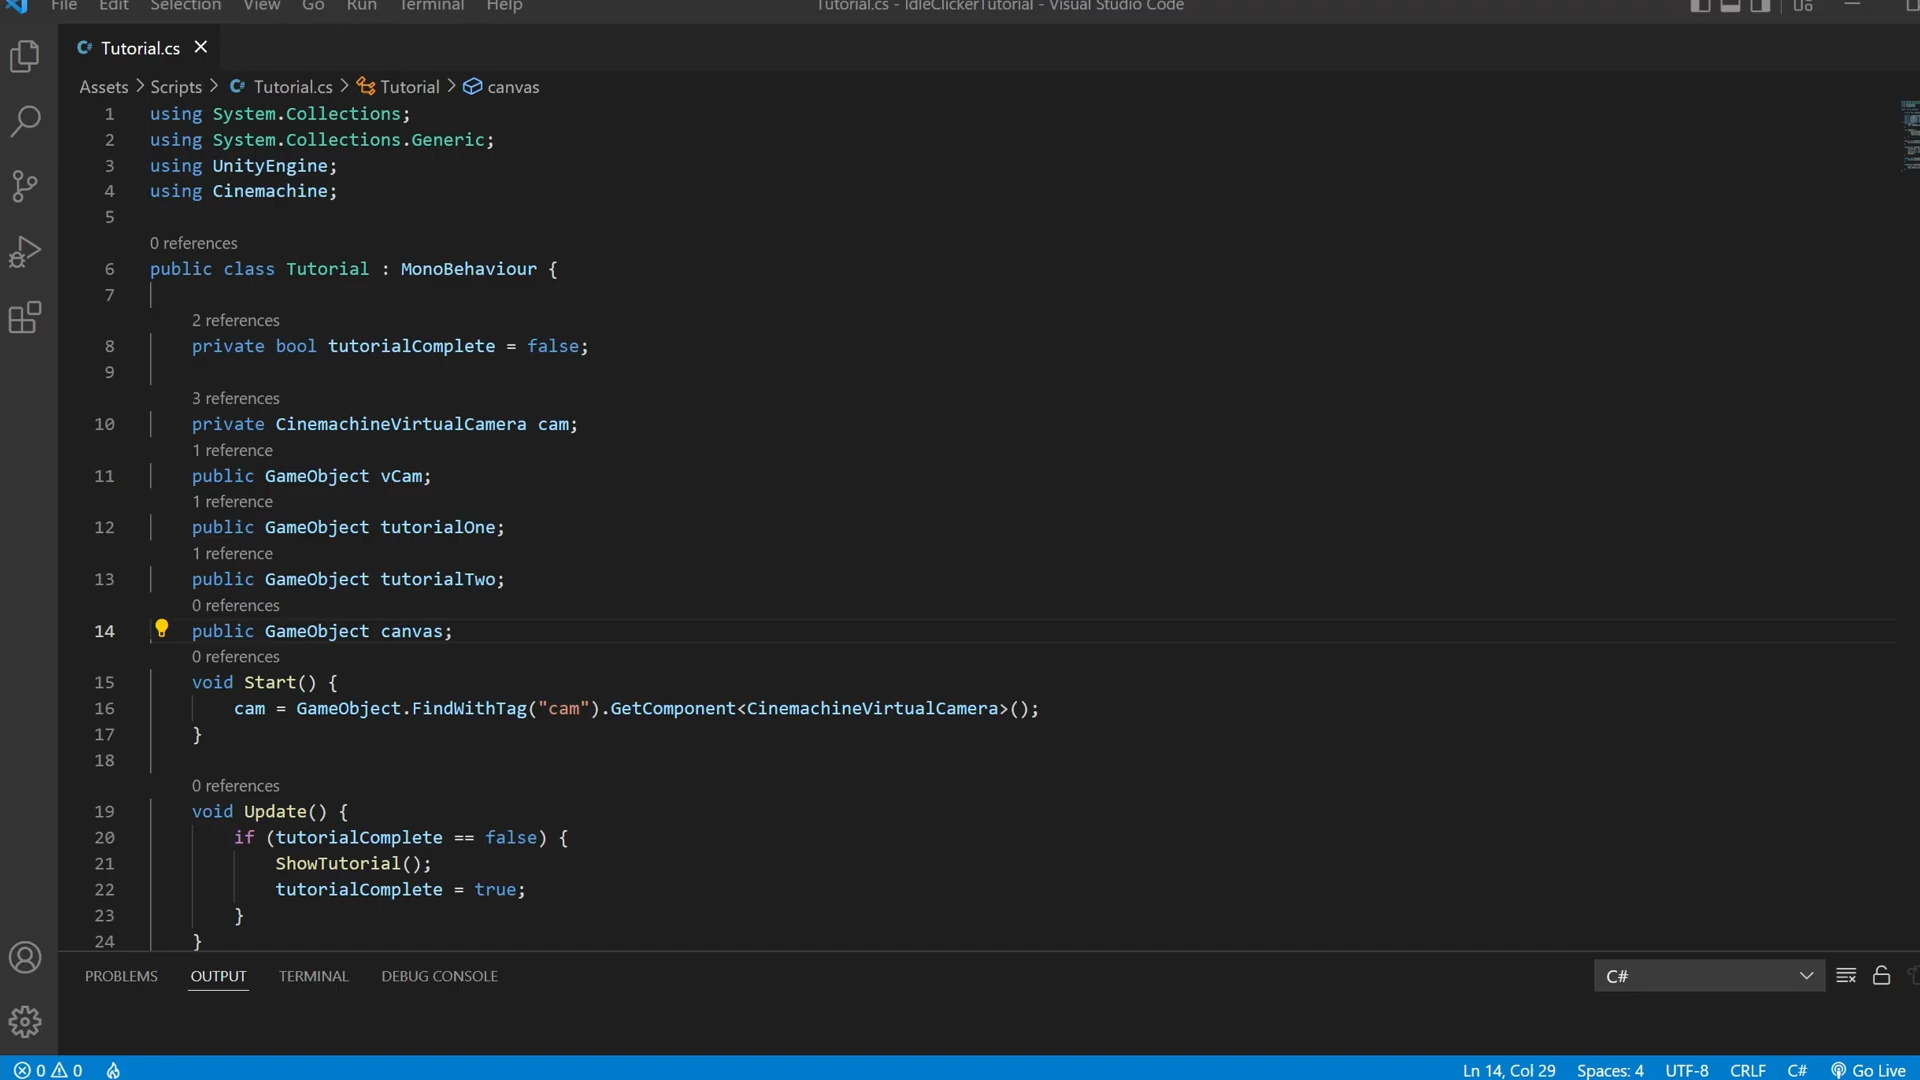 File Edit Selection View Go Run Terminal Help Tutorial.cs - IdleClickerTutorial - Visual Studio Code
Tutorial.cs
Assets > Scripts > Tutorial.cs > Tutorial > canvas
1 using System.Collections;
2 using System.Collections.Generic;
3 using UnityEngine;
4 using Cinemachine;
5
0 references
6 public class Tutorial : MonoBehaviour {
7
2 references
8 private bool tutorialComplete = false;
9
3 references
10 private CinemachineVirtualCamera cam;
1 reference
11 public GameObject vCam;
1 reference
12 public GameObject tutorialOne;
1 reference
13 public GameObject tutorialTwo;
0 references
14 public GameObject canvas;
0 references
15 void Start() {
16 cam = GameObject.FindWithTag("cam").GetComponent<CinemachineVirtualCamera>();
17 }
18
0 references
19 void Update() {
20 if (tutorialComplete == false) {
21 ShowTutorial();
22 tutorialComplete = true;
23 }
24 }
PROBLEMS OUTPUT TERMINAL DEBUG CONSOLE C#
0 0 Ln 14, Col 29 Spaces: 4 UTF-8 CRLF C# Go Live